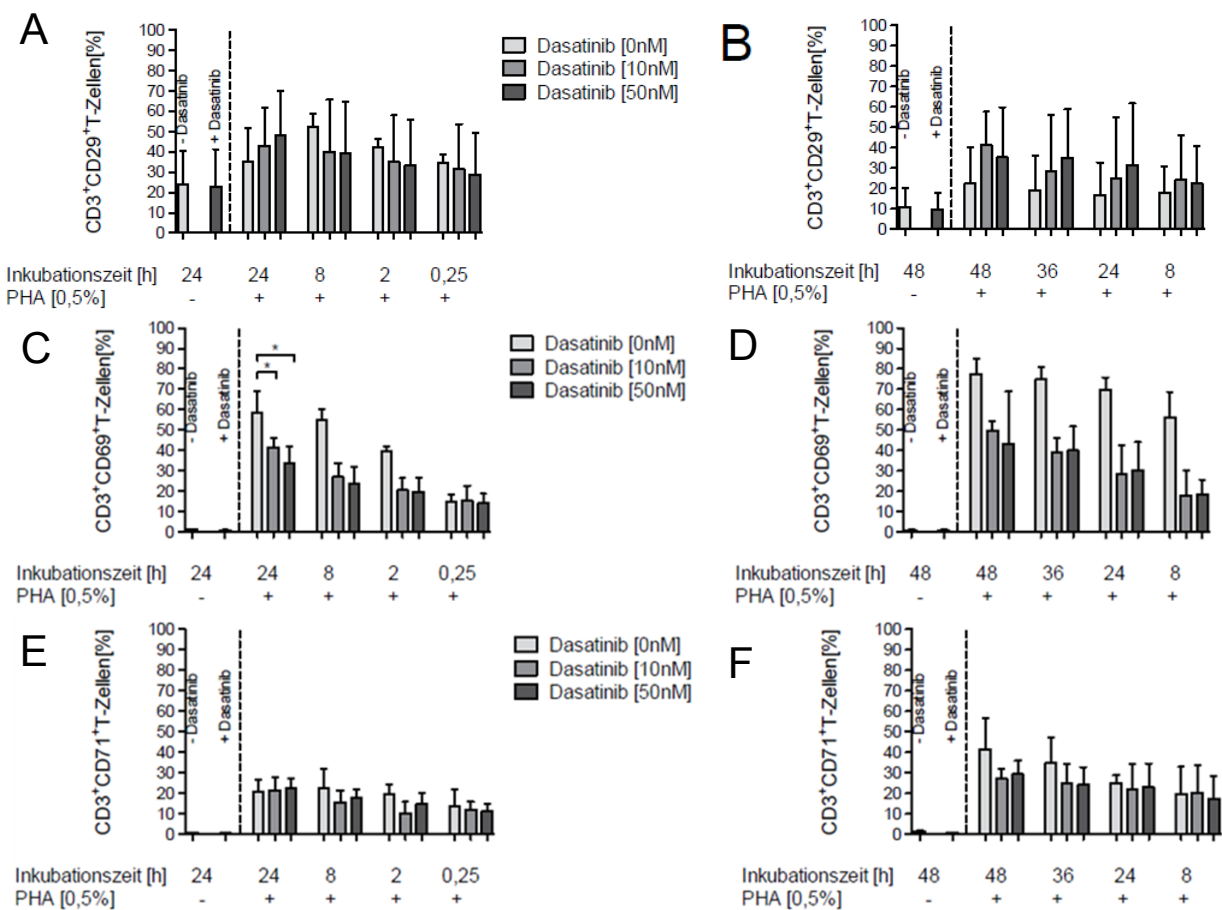 A
CD3+CD29+T-Zellen[%]
100
90
80
70
60
50
40
30
20
10
0
- Dasatinib
+ Dasatinib
Dasatinib [0nM]
Dasatinib [10nM]
Dasatinib [50nM]
Inkubationszeit [h] 24 24 8 2 0,25
PHA [0,5%] - + + + +
B
CD3+CD29+T-Zellen[%]
100
90
80
70
60
50
40
30
20
10
0
- Dasatinib
+ Dasatinib
Inkubationszeit [h] 48 48 36 24 8
PHA [0,5%] - + + + +
C
CD3+CD69+T-Zellen[%]
100
90
80
70
60
50
40
30
20
10
0
- Dasatinib
+ Dasatinib
*
*
Dasatinib [0nM]
Dasatinib [10nM]
Dasatinib [50nM]
Inkubationszeit [h] 24 24 8 2 0,25
PHA [0,5%] - + + + +
D
CD3+CD69+T-Zellen[%]
100
90
80
70
60
50
40
30
20
10
0
- Dasatinib
+ Dasatinib
Inkubationszeit [h] 48 48 36 24 8
PHA [0,5%] - + + + +
E
CD3+CD71+T-Zellen[%]
100
90
80
70
60
50
40
30
20
10
0
- Dasatinib
+ Dasatinib
Dasatinib [0nM]
Dasatinib [10nM]
Dasatinib [50nM]
Inkubationszeit [h] 24 24 8 2 0,25
PHA [0,5%] - + + + +
F
CD3+CD71+T-Zellen[%]
100
90
80
70
60
50
40
30
20
10
0
- Dasatinib
+ Dasatinib
Inkubationszeit [h] 48 48 36 24 8
PHA [0,5%] - + + + +